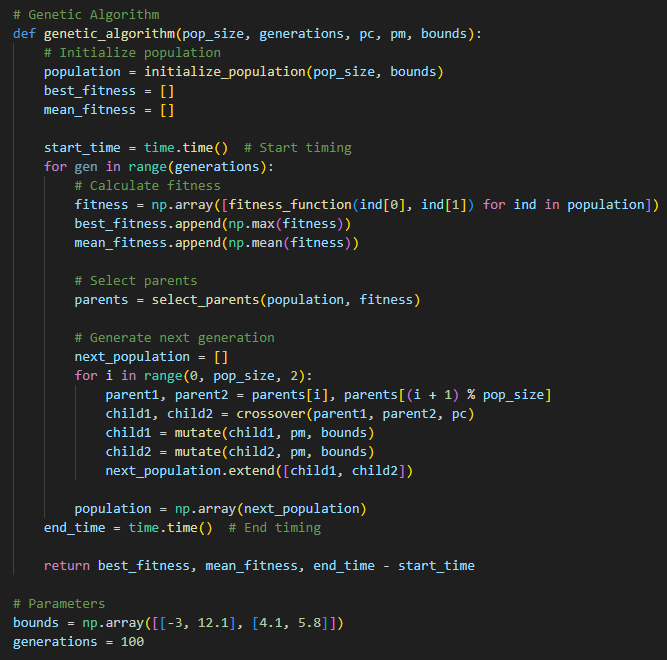 # Genetic Algorithm
def genetic_algorithm(pop_size, generations, pc, pm, bounds):
    # Initialize population
    population = initialize_population(pop_size, bounds)
    best_fitness = []
    mean_fitness = []

    start_time = time.time()  # Start timing
    for gen in range(generations):
        # Calculate fitness
        fitness = np.array([fitness_function(ind[0], ind[1]) for ind in population])
        best_fitness.append(np.max(fitness))
        mean_fitness.append(np.mean(fitness))

        # Select parents
        parents = select_parents(population, fitness)

        # Generate next generation
        next_population = []
        for i in range(0, pop_size, 2):
            parent1, parent2 = parents[i], parents[(i + 1) % pop_size]
            child1, child2 = crossover(parent1, parent2, pc)
            child1 = mutate(child1, pm, bounds)
            child2 = mutate(child2, pm, bounds)
            next_population.extend([child1, child2])

        population = np.array(next_population)
    end_time = time.time()  # End timing

    return best_fitness, mean_fitness, end_time - start_time

# Parameters
bounds = np.array([[-3, 12.1], [4.1, 5.8]])
generations = 100